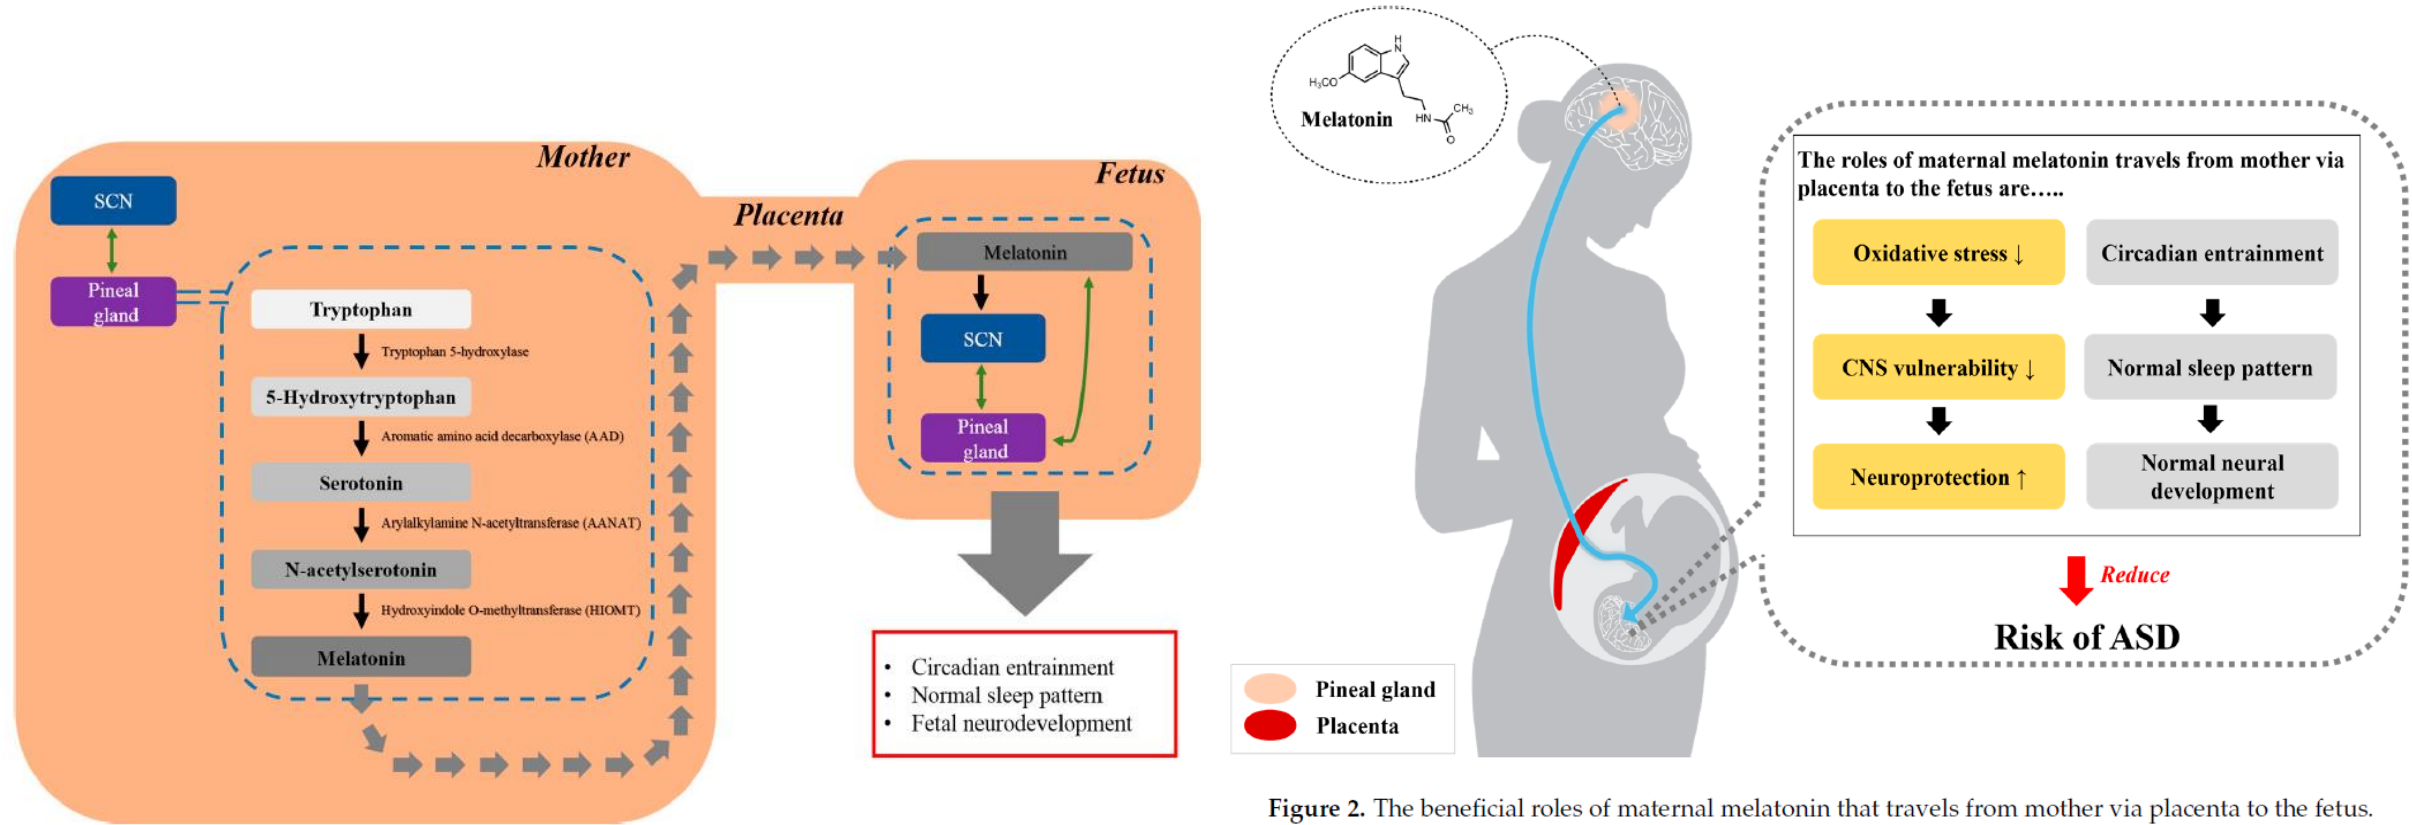 Mother
SCN
Pineal
gland
Tryptophan
Tryptophan 5-hydroxylase
5-Hydroxytryptophan
Aromatic amino acid decarboxylase (AAD)
Serotonin
Arylalkylamine N-acetyltransferase (AANAT)
N-acetylserotonin
Hydroxyindole O-methyltransferase (HIOMT)
Melatonin
Placenta
Fetus
Melatonin
SCN
Pineal
gland
• Circadian entrainment
• Normal sleep pattern
• Fetal neurodevelopment
H
N
H₃CO
HN
CH₃
O
Melatonin
The roles of maternal melatonin travels from mother via
placenta to the fetus are…..
Oxidative stress ↓
CNS vulnerability ↓
Neuroprotection ↑
Circadian entrainment
Normal sleep pattern
Normal neural
development
Reduce
Risk of ASD
Pineal gland
Placenta
Figure 2. The beneficial roles of maternal melatonin that travels from mother via placenta to the fetus.